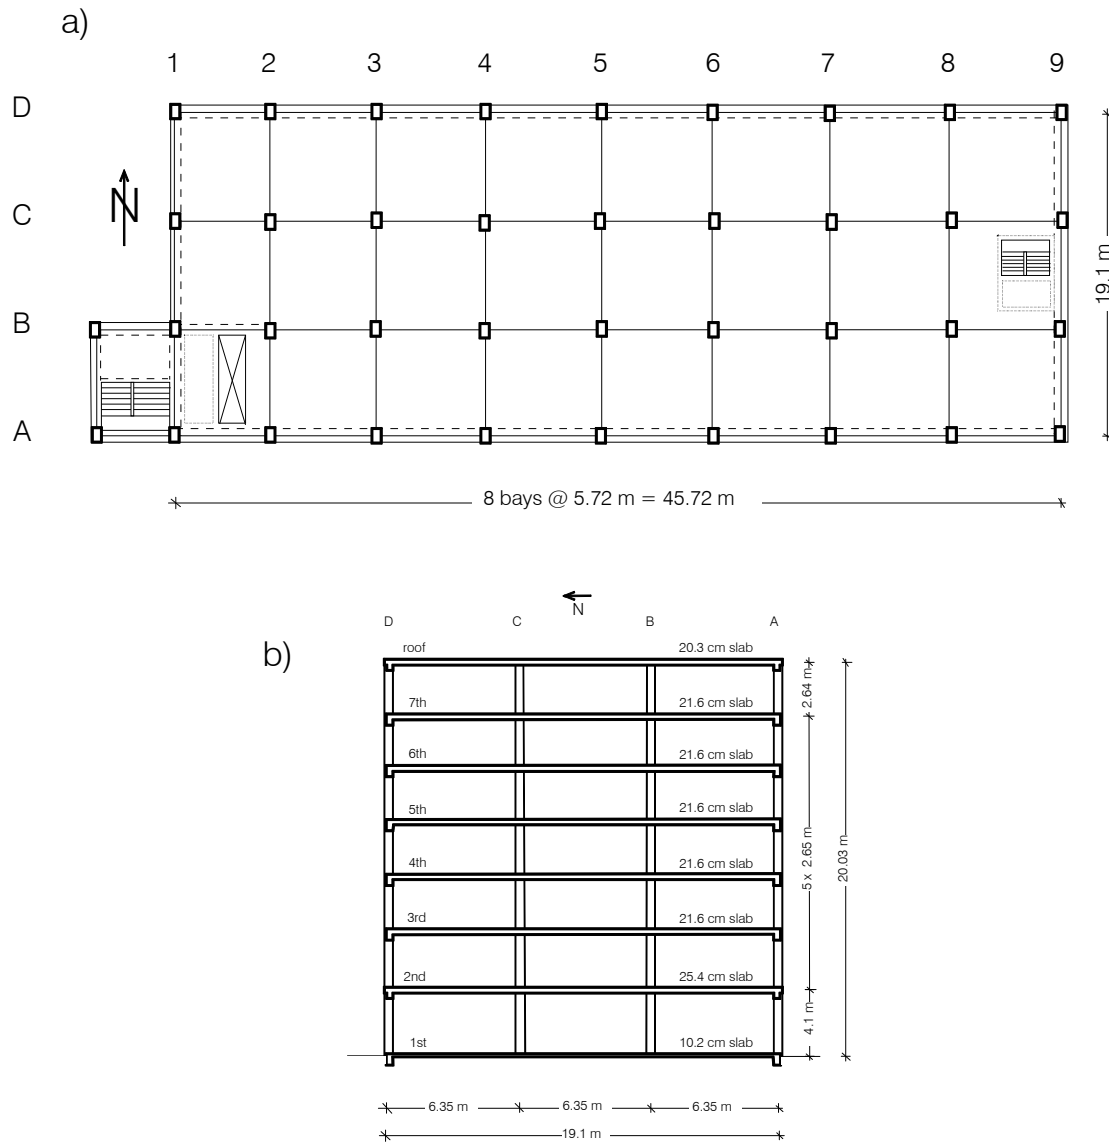 a)
1 2 3 4 5 6 7 8 9
D
N
C
B
A
19.1 m
8 bays @ 5.72 m = 45.72 m
N
D C B A
b)
roof 20.3 cm slab
7th 21.6 cm slab
6th 21.6 cm slab
5th 21.6 cm slab
4th 21.6 cm slab
3rd 21.6 cm slab
2nd 25.4 cm slab
1st 10.2 cm slab
2.64 m
5 x 2.65 m
4.1 m
20.03 m
6.35 m 6.35 m 6.35 m
19.1 m